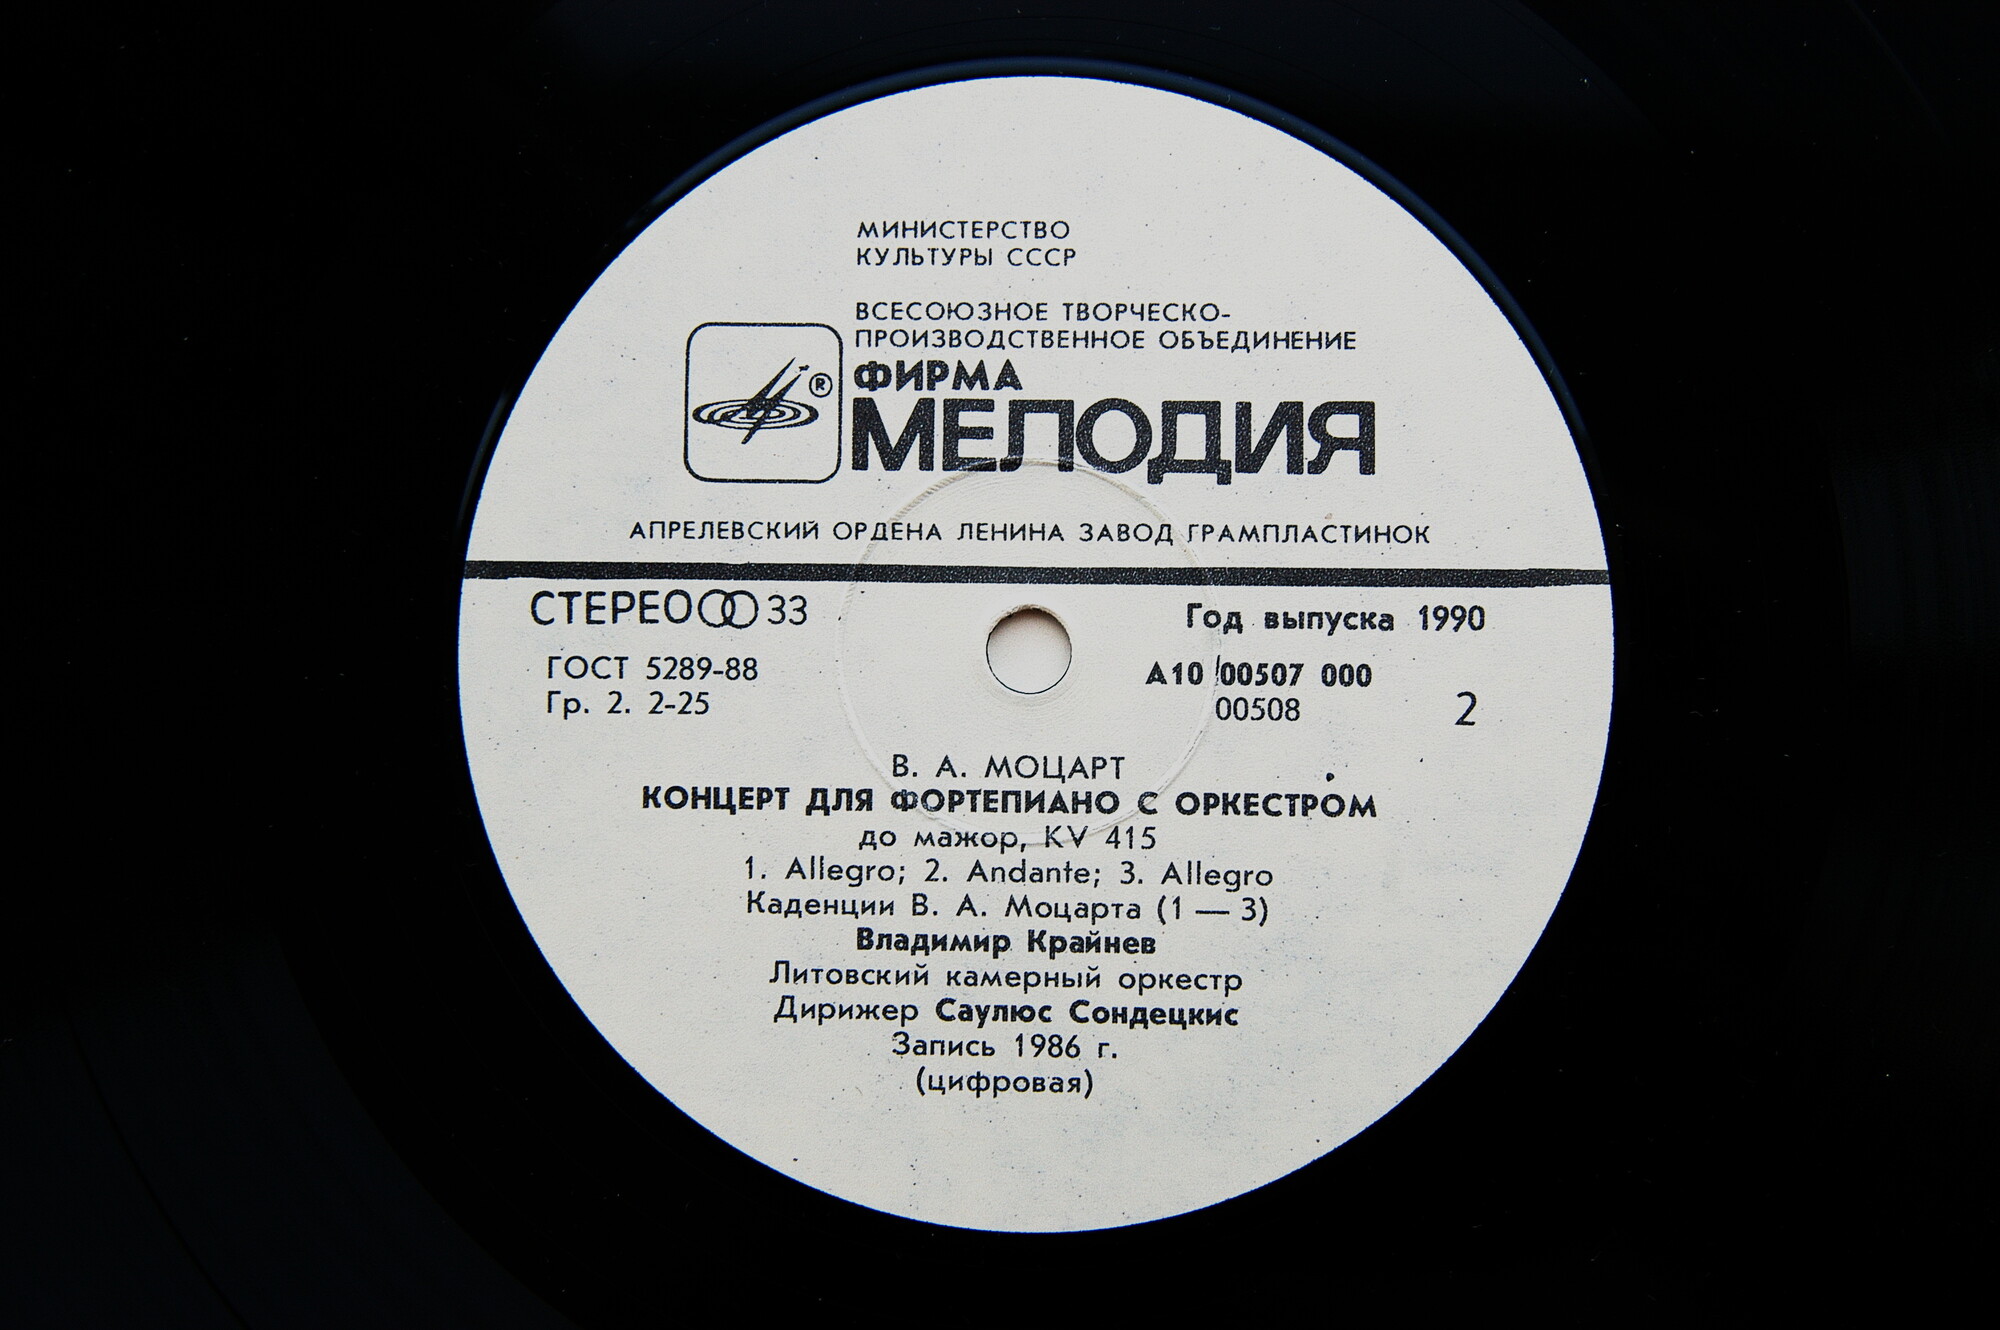 МИНИСТЕРСТВО
КУЛЬТУРЫ СССР
ВСЕСОЮЗНОЕ ТВОРЧЕСКО-
ПРОИЗВОДСТВЕННОЕ ОБЪЕДИНЕНИЕ
ФИРМА
®
МЕЛОДИЯ
АПРЕЛЕВСКИЙ ОРДЕНА ЛЕНИНА ЗАВОД ГРАМПЛАСТИНОК
СТЕРЕО 33
Год выпуска 1990
ГОСТ 5289-88
А10 00507 000
Гр. 2. 2-25
00508
2
В. А. МОЦАРТ
КОНЦЕРТ ДЛЯ ФОРТЕПИАНО С ОРКЕСТРОМ
до мажор, KV 415
1. Allegro; 2. Andante; 3. Allegro
Каденции В. А. Моцарта (1 — 3)
Владимир Крайнев
Литовский камерный оркестр
Дирижер Саулюс Сондецкис
Запись 1986 г.
(цифровая)